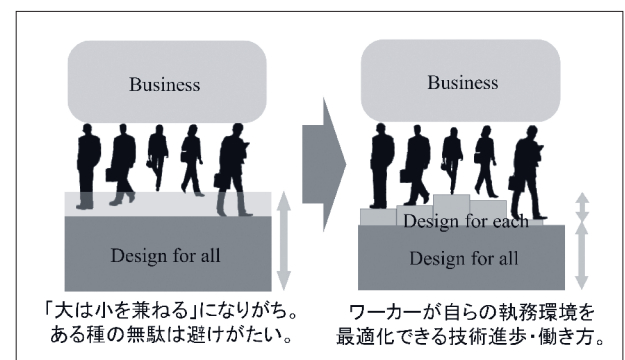 Business
Design for all
「大は小を兼ねる」になりがち。
ある種の無駄は避けがたい。
Business
Design for each
Design for all
ワーカーが自らの執務環境を
最適化できる技術進歩・働き方。